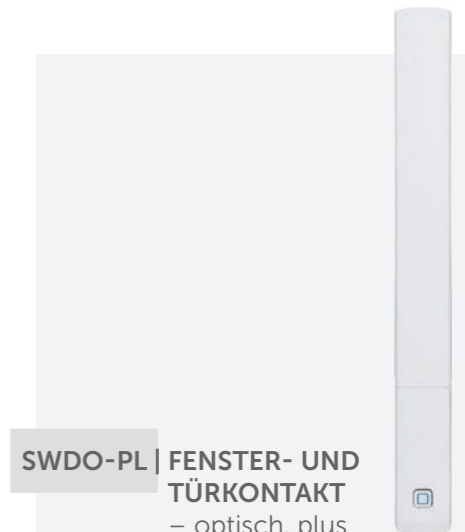 SWDO-PL | FENSTER- UND
TÜRKONTAKT
– optisch, plus